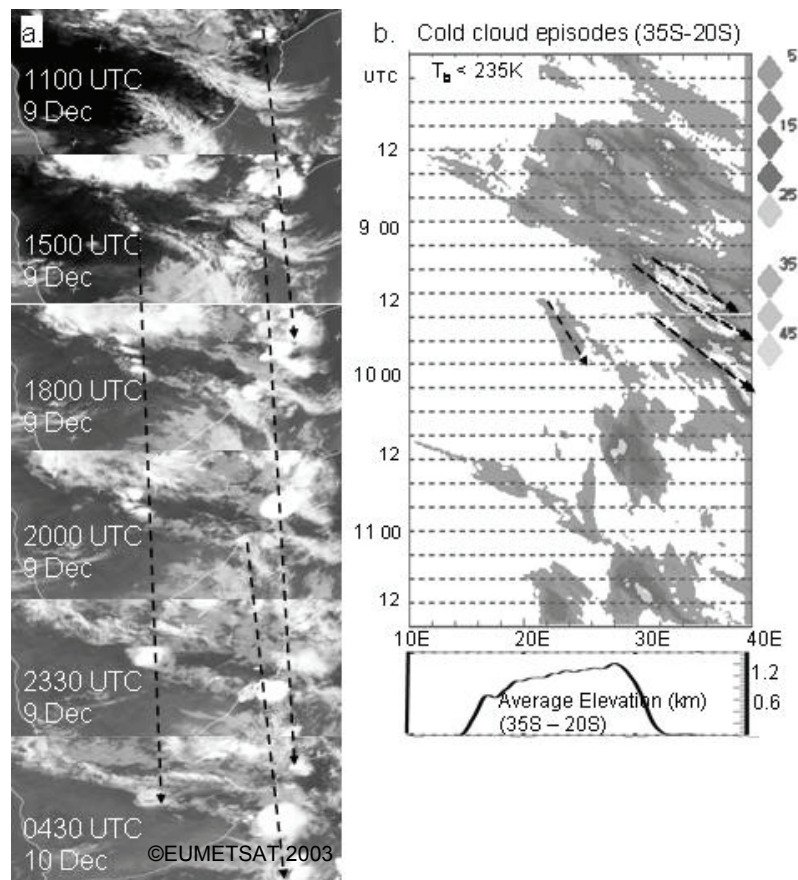 a.
1100 UTC
9 Dec
1500 UTC
9 Dec
1800 UTC
9 Dec
2000 UTC
9 Dec
2330 UTC
9 Dec
0430 UTC
10 Dec
©EUMETSAT 2003
b. Cold cloud episodes (35S-20S)
UTC
T_b < 235K
12
9 00
12
10 00
12
11 00
12
10E 20E 30E 40E
5
15
25
35
45
1.2
0.6
Average Elevation (km)
(35S – 20S)